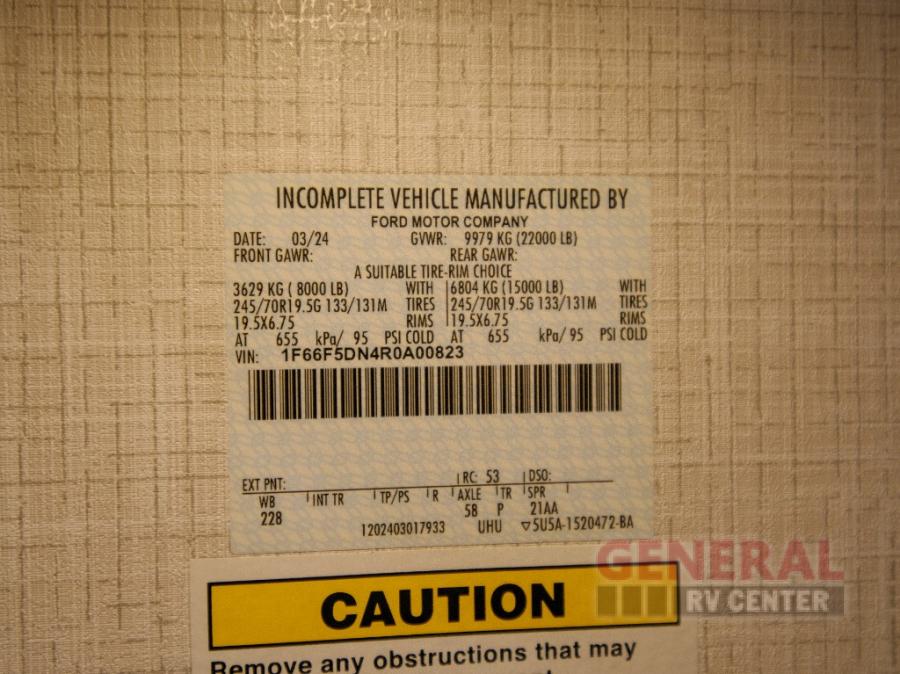 INCOMPLETE VEHICLE MANUFACTURED BY
FORD MOTOR COMPANY
DATE: 03/24 GVWR: 9979 KG (22000 LB)
FRONT GAWR: REAR GAWR:
A SUITABLE TIRE-RIM CHOICE
3629 KG ( 8000 LB) WITH 6804 KG (15000 LB) WITH
245/70R19.5G 133/131M TIRES 245/70R19.5G 133/131M TIRES
19.5X6.75 RIMS 19.5X6.75 RIMS
AT 655 kPa/ 95 PSI COLD AT 655 kPa/ 95 PSI COLD
VIN: 1F66F5DN4R0A00823
EXT PNT: RC: 53 DSO:
WB INT TR TP/PS R AXLE TR SPR
228 58 P 21AA
1202403017933 UHU ▽5U5A-1520472-BA
GENERAL
RV CENTER
CAUTION
Remove any obstructions that may